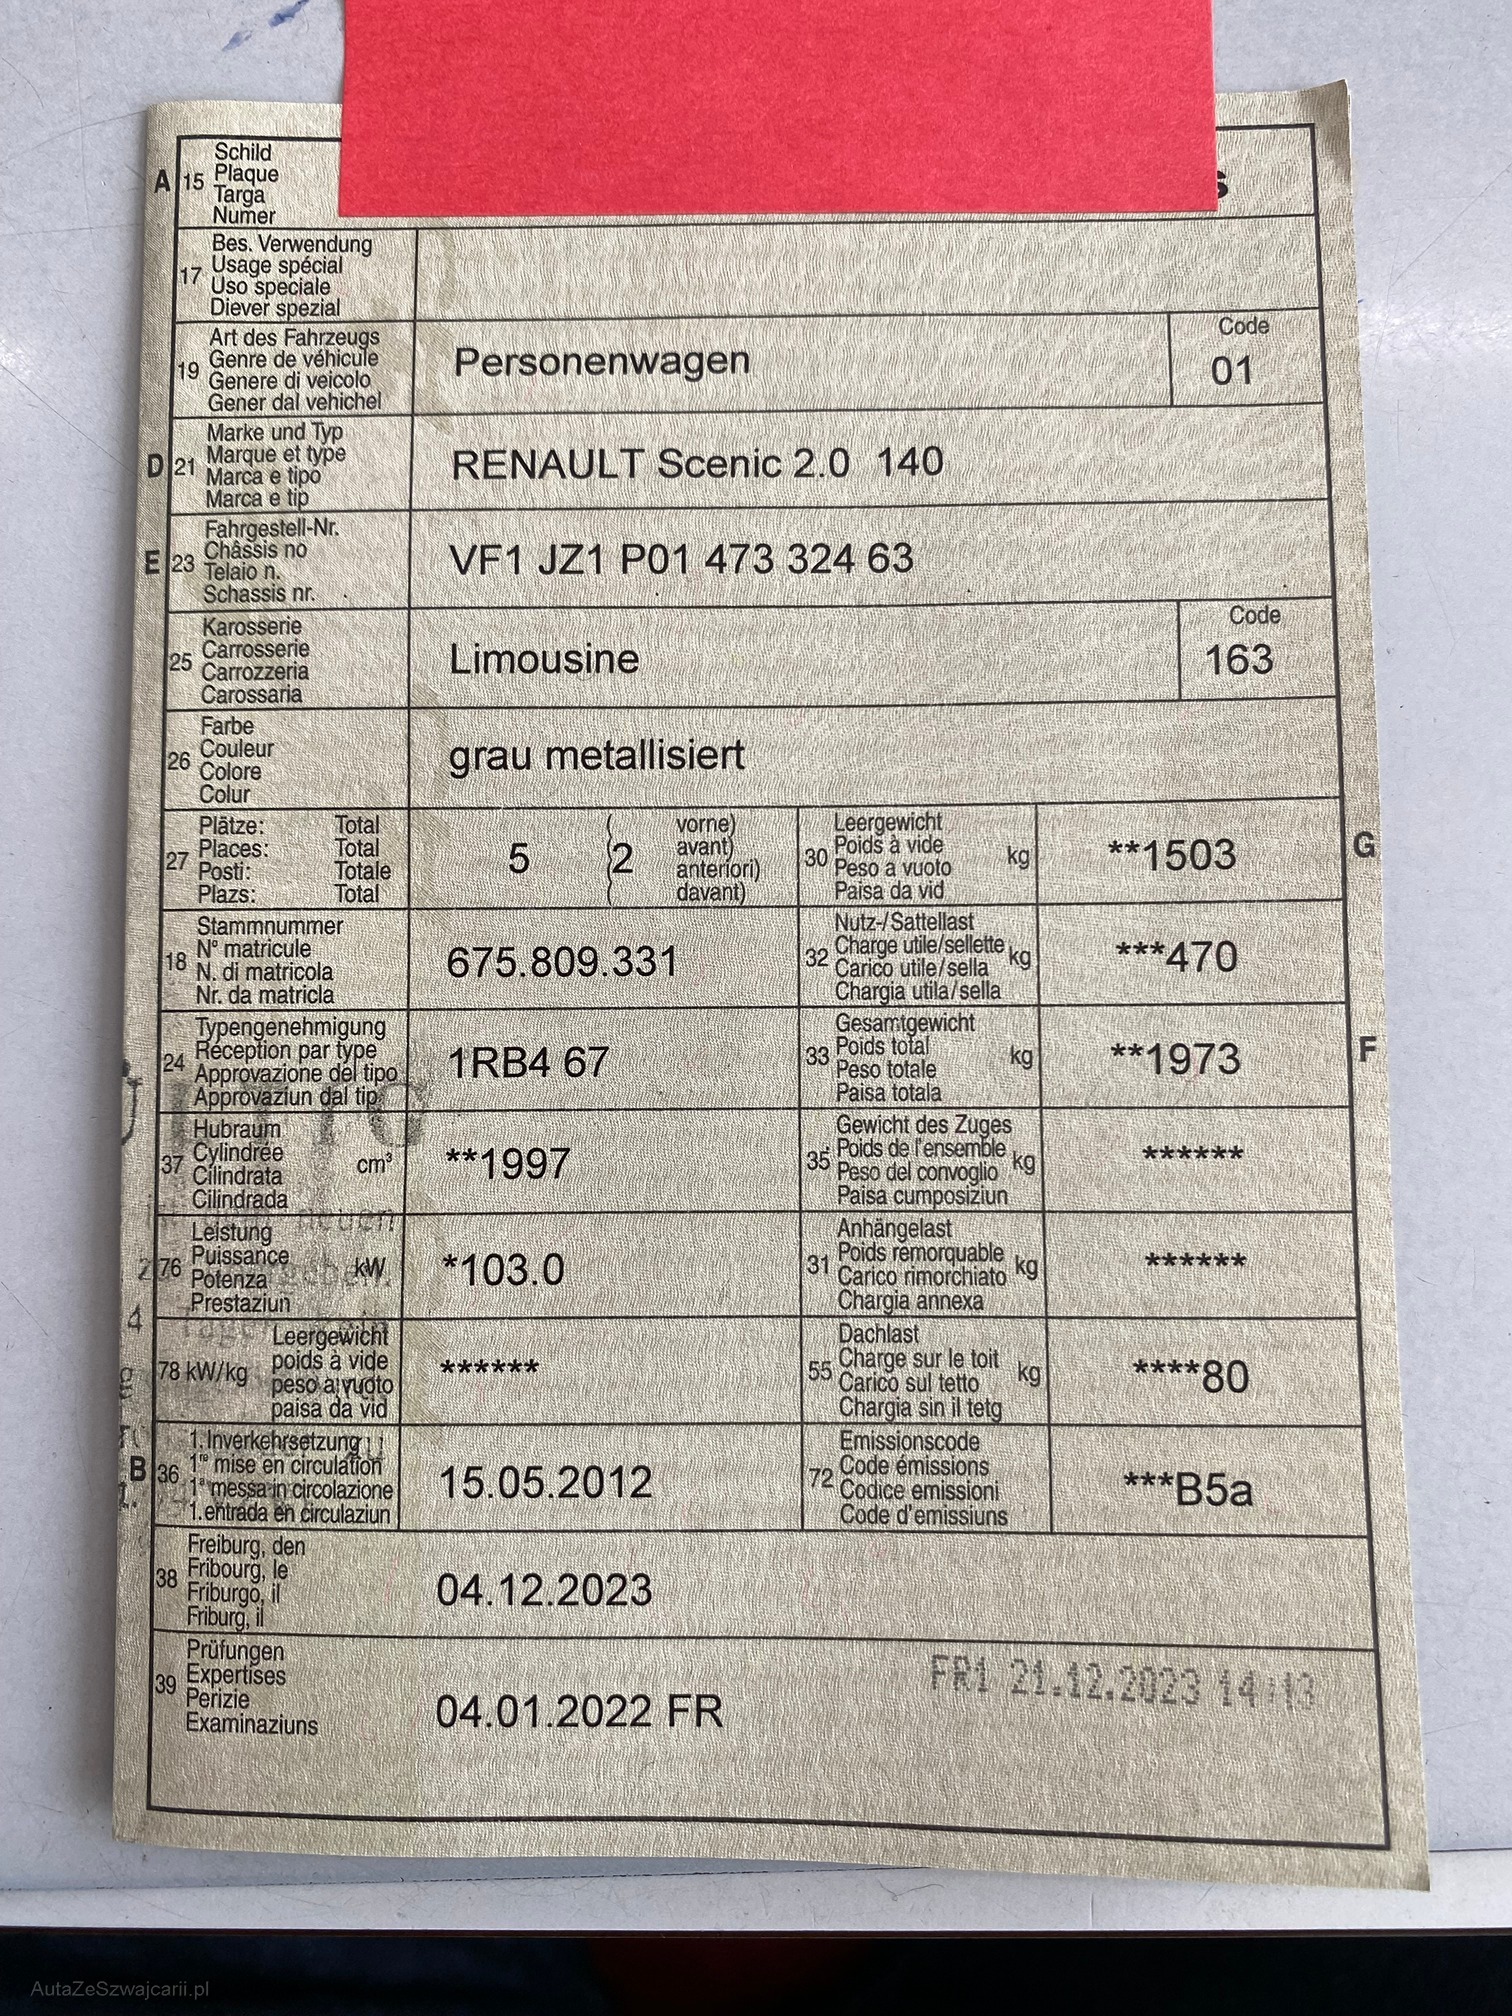 Schild
A 15 Plaque
Targa
Numer
Bes. Verwendung
17 Usage spécial
Uso speciale
Diever spezial
Art des Fahrzeugs
19 Genre de véhicule
Genere di veicolo
Gener dal vehichel
Personenwagen
Code
01
Marke und Typ
D 21 Marque et type
Marca e tipo
Marca e tip
RENAULT Scenic 2.0 140
Fahrgestell-Nr.
E 23 Châssis no
Telaio n.
Schassis nr.
VF1 JZ1 P01 473 324 63
Karosserie
25 Carrosserie
Carrozzeria
Carossaria
Limousine
Code
163
Farbe
26 Couleur
Colore
Colur
grau metallisiert
Plätze: Total
27 Places: Total
Posti: Totale
Plazs: Total
5 (2 vorne)
avant)
anteriori)
davant)
Leergewicht
30 Poids à vide kg
Peso a vuoto
Paisa da vid
**1503
G
Stammnummer
18 N° matricule
N. di matricola
Nr. da matricla
675.809.331
Nutz-/Sattellast
32 Charge utile/sellette kg
Carico utile/sella
Chargia utila/sella
***470
Typengenehmigung
24 Réception par type
Approvazione del tipo
Approvaziun dal tip
1RB4 67
Gesamtgewicht
33 Poids total kg
Peso totale
Paisa totala
**1973
F
Hubraum
37 Cylindrée cm³
Cilindrata
Cilindrada
**1997
Gewicht des Zuges
35 Poids de l'ensemble kg
Peso del convoglio
Paisa cumposiziun
******
Leistung
76 Puissance kW
Potenza
Prestaziun
*103.0
Anhängelast
31 Poids remorquable kg
Carico rimorchiato
Chargia annexa
******
Leergewicht
78 kW/kg poids à vide
peso a vuoto
paisa da vid
******
Dachlast
55 Charge sur le toit kg
Carico sul tetto
Chargia sin il tetg
****80
1. Inverkehrsetzung
B 36 1re mise en circulation
1a messa in circolazione
1. entrada en circulaziun
15.05.2012
Emissionscode
72 Code émissions
Codice emissioni
Code d'emissiuns
***B5a
Freiburg, den
38 Fribourg, le
Friburgo, il
Friburg, il
04.12.2023
Prüfungen
39 Expertises
Perizie
Examinaziuns
04.01.2022 FR
FR1 21.12.2023 14:13
AutaZeSzwajcarii.pl